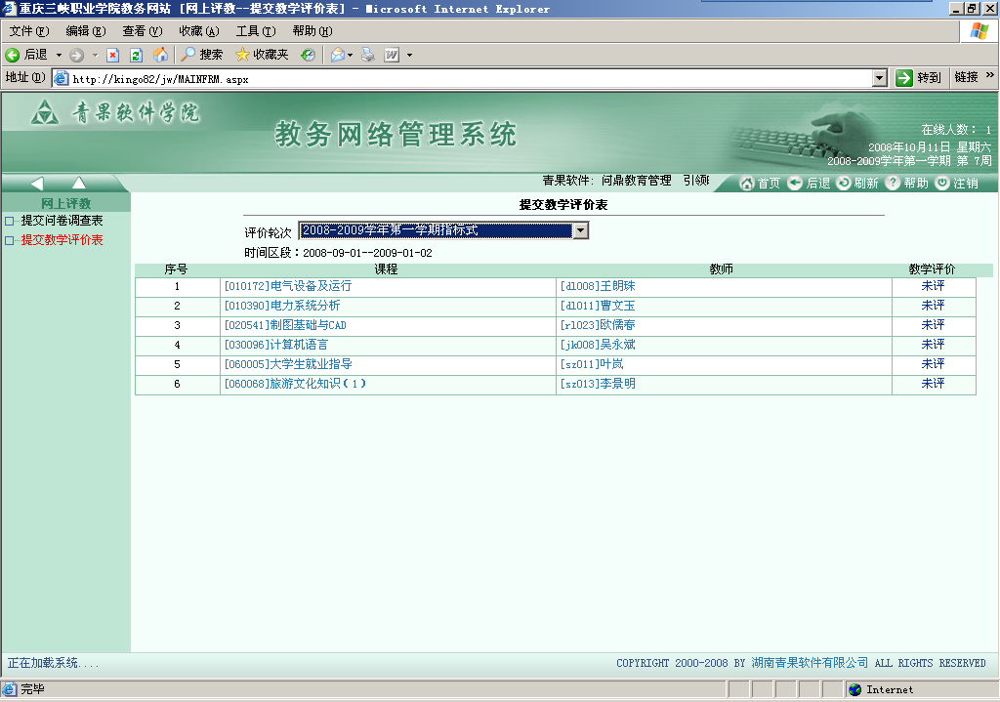 重庆三峡职业学院教务网站 [网上评教--提交教学评价表] - Microsoft Internet Explorer
文件(F) 编辑(E) 查看(V) 收藏(A) 工具(T) 帮助(H)
后退 搜索 收藏夹
地址(D) http://kingo82/jw/MAINFRM.aspx 转到 链接 »
青果软件学院
教务网络管理系统
在线人数: 1
2008年10月11日 星期六
2008-2009学年第一学期 第 7周
青果软件: 问鼎教育管理 引领
首页 后退 刷新 帮助 注销
网上评教
提交问卷调查表
提交教学评价表
提交教学评价表
评价轮次 2008-2009学年第一学期指标式
时间区段：2008-09-01--2009-01-02
序号 课程 教师 教学评价
1 [010172]电气设备及运行 [dl008]王朗珠 未评
2 [010390]电力系统分析 [dl011]曹文玉 未评
3 [020541]制图基础与CAD [rl023]欧儒春 未评
4 [030096]计算机语言 [jk008]吴永斌 未评
5 [060005]大学生就业指导 [sz011]叶岚 未评
6 [060068]旅游文化知识(1) [sz013]李景明 未评
正在加载系统....
COPYRIGHT 2000-2008 BY 湖南青果软件有限公司 ALL RIGHTS RESERVED
完毕 Internet